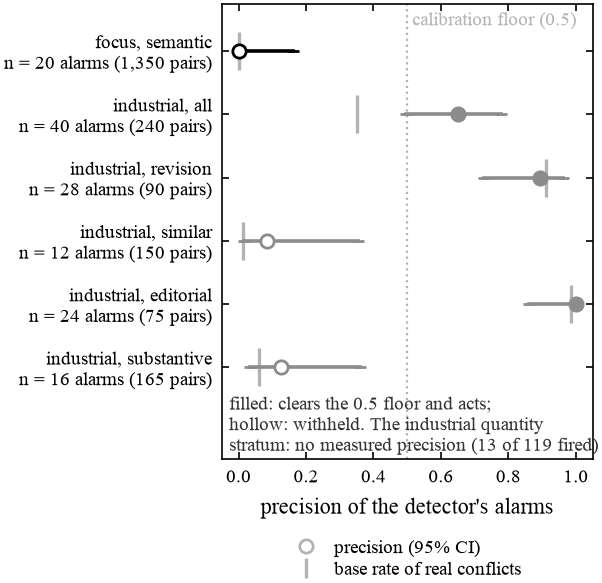 calibration floor (0.5)
focus, semantic
n = 20 alarms (1,350 pairs)
industrial, all
n = 40 alarms (240 pairs)
industrial, revision
n = 28 alarms (90 pairs)
industrial, similar
n = 12 alarms (150 pairs)
industrial, editorial
n = 24 alarms (75 pairs)
industrial, substantive
n = 16 alarms (165 pairs)
filled: clears the 0.5 floor and acts;
hollow: withheld. The industrial quantity
stratum: no measured precision (13 of 119 fired)
0.0 0.2 0.4 0.6 0.8 1.0
precision of the detector's alarms
precision (95% CI)
base rate of real conflicts